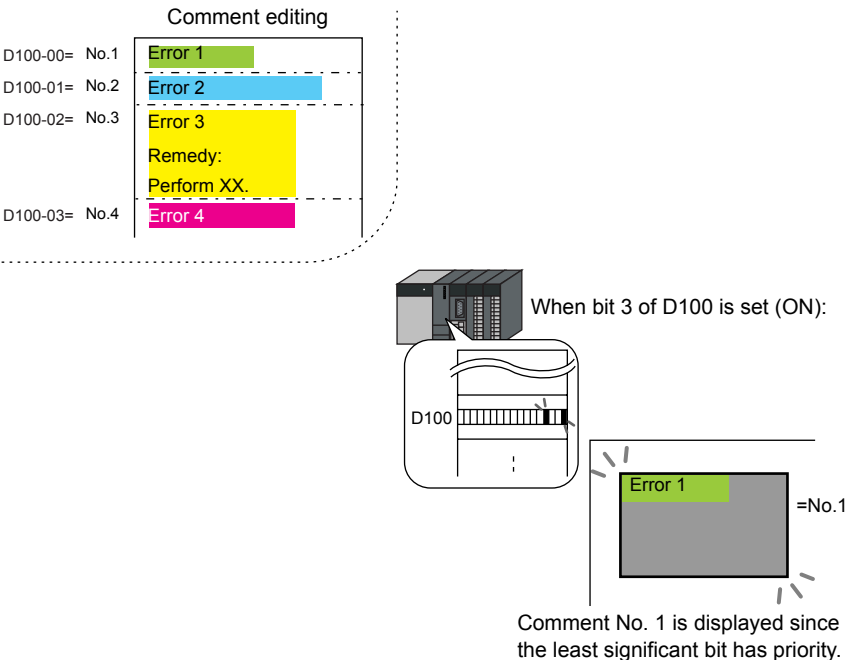 Comment editing
D100-00= No.1 Error 1
D100-01= No.2 Error 2
D100-02= No.3 Error 3
Remedy:
Perform XX.
D100-03= No.4 Error 4
When bit 3 of D100 is set (ON):
D100
Error 1
=No.1
Comment No. 1 is displayed since
the least significant bit has priority.